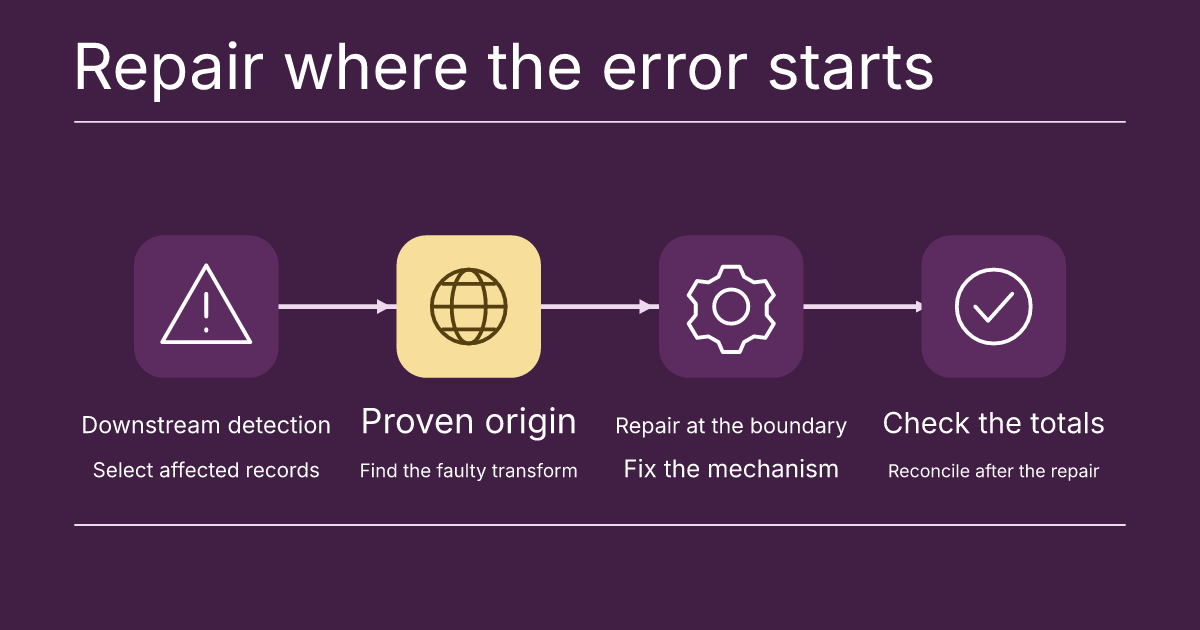 Repair where the error starts
Downstream detection
Select affected records
Proven origin
Find the faulty transform
Repair at the boundary
Fix the mechanism
Check the totals
Reconcile after the repair